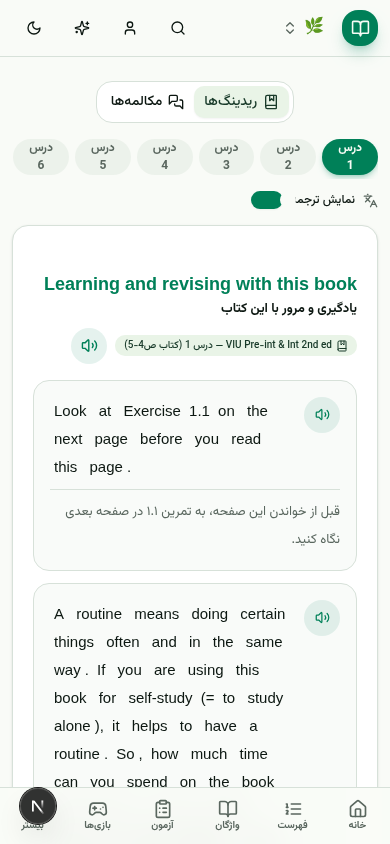 ریدینگ‌ها
مکالمه‌ها
درس 1
درس 2
درس 3
درس 4
درس 5
درس 6
نمایش ترجمـ
Learning and revising with this book
یادگیری و مرور با این کتاب
VIU Pre-int & Int 2nd ed — درس 1 (کتاب ص4-5)
Look at Exercise 1.1 on the
next page before you read
this page .
قبل از خواندن این صفحه، به تمرین ۱.۱ در صفحه بعدی
نگاه کنید.
A routine means doing certain
things often and in the same
way . If you are using this
book for self-study (= to study
alone ), it helps to have a
routine . So , how much time
can you spend on the book
خانه
فهرست
واژگان
آزمون
بازی‌ها
بیشتر
N